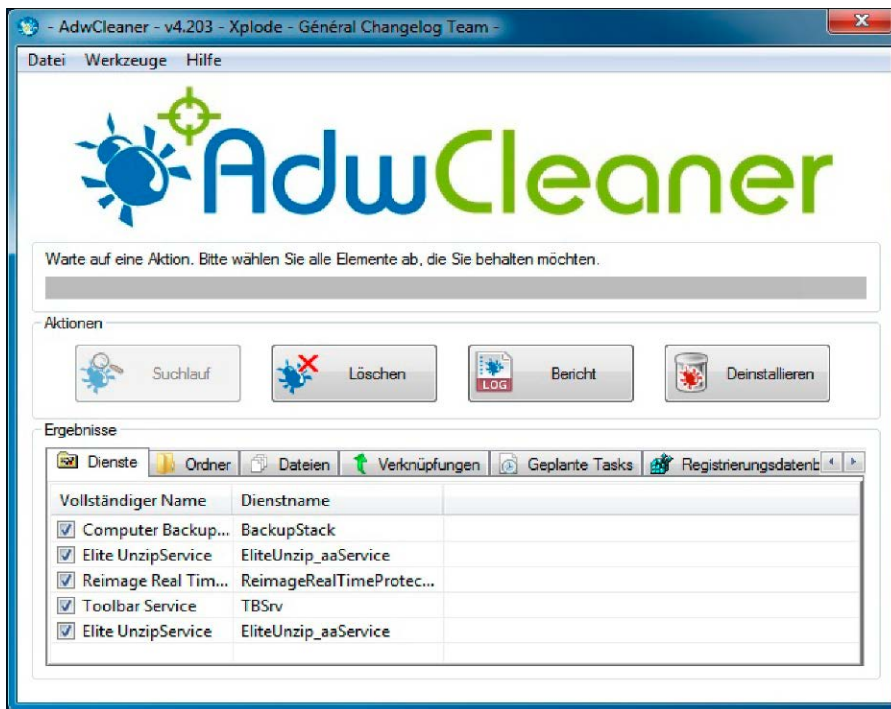 - AdwCleaner - v4.203 - Xplode - Général Changelog Team -
Datei Werkzeuge Hilfe
AdwCleaner
Warte auf eine Aktion. Bitte wählen Sie alle Elemente ab, die Sie behalten möchten.
Aktionen
Suchlauf Löschen LOG Bericht Deinstallieren
Ergebnisse
Dienste Ordner Dateien Verknüpfungen Geplante Tasks Registrierungsdatenb
Vollständiger Name Dienstname
Computer Backup... BackupStack
Elite UnzipService EliteUnzip_aaService
Reimage Real Tim... ReimageRealTimeProtec...
Toolbar Service TBSrv
Elite UnzipService EliteUnzip_aaService